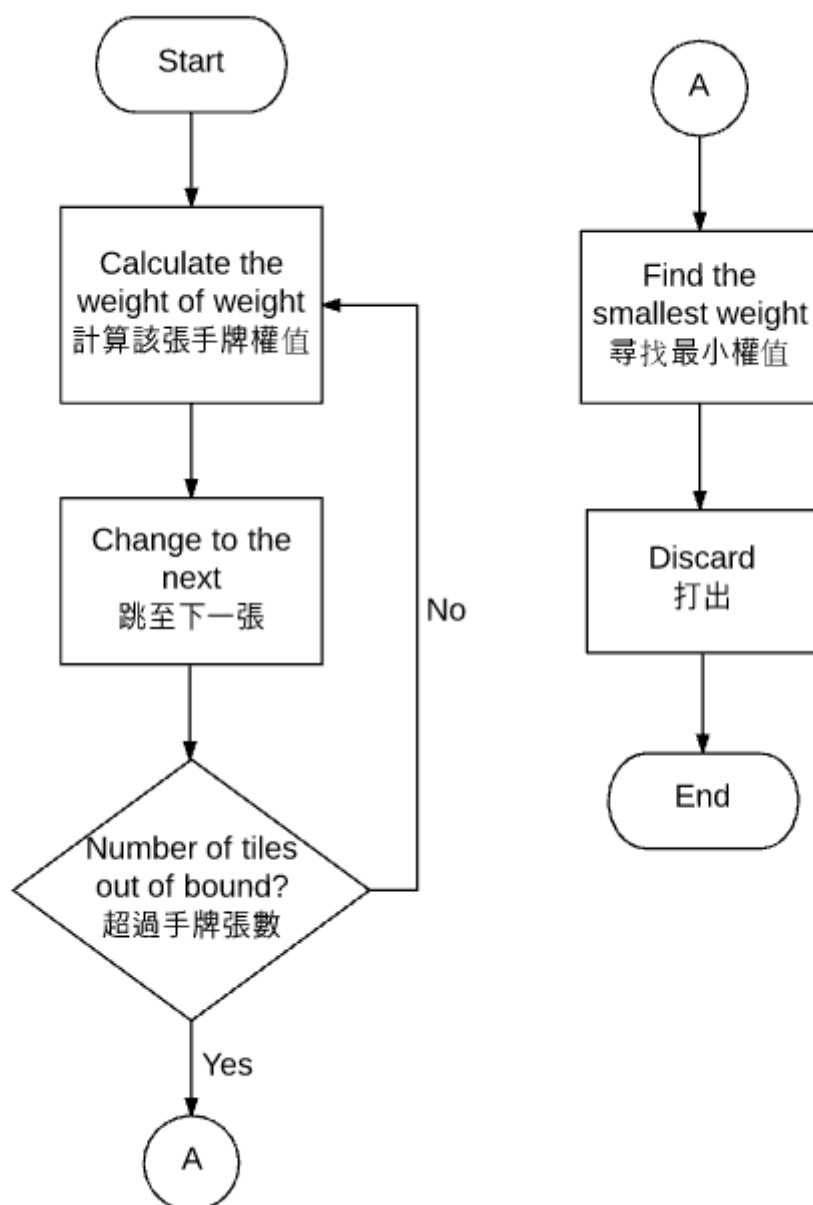 Start
Calculate the
weight of weight
計算該張手牌權值
Change to the
next
跳至下一張
No
Number of tiles
out of bound?
超過手牌張數
Yes
A
A
Find the
smallest weight
尋找最小權值
Discard
打出
End